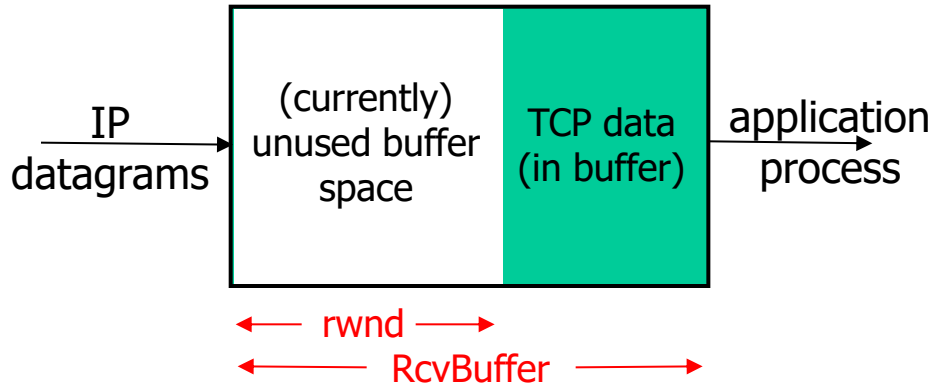 IP
datagrams
(currently)
unused buffer
space
TCP data
(in buffer)
application
process
rwnd
RcvBuffer